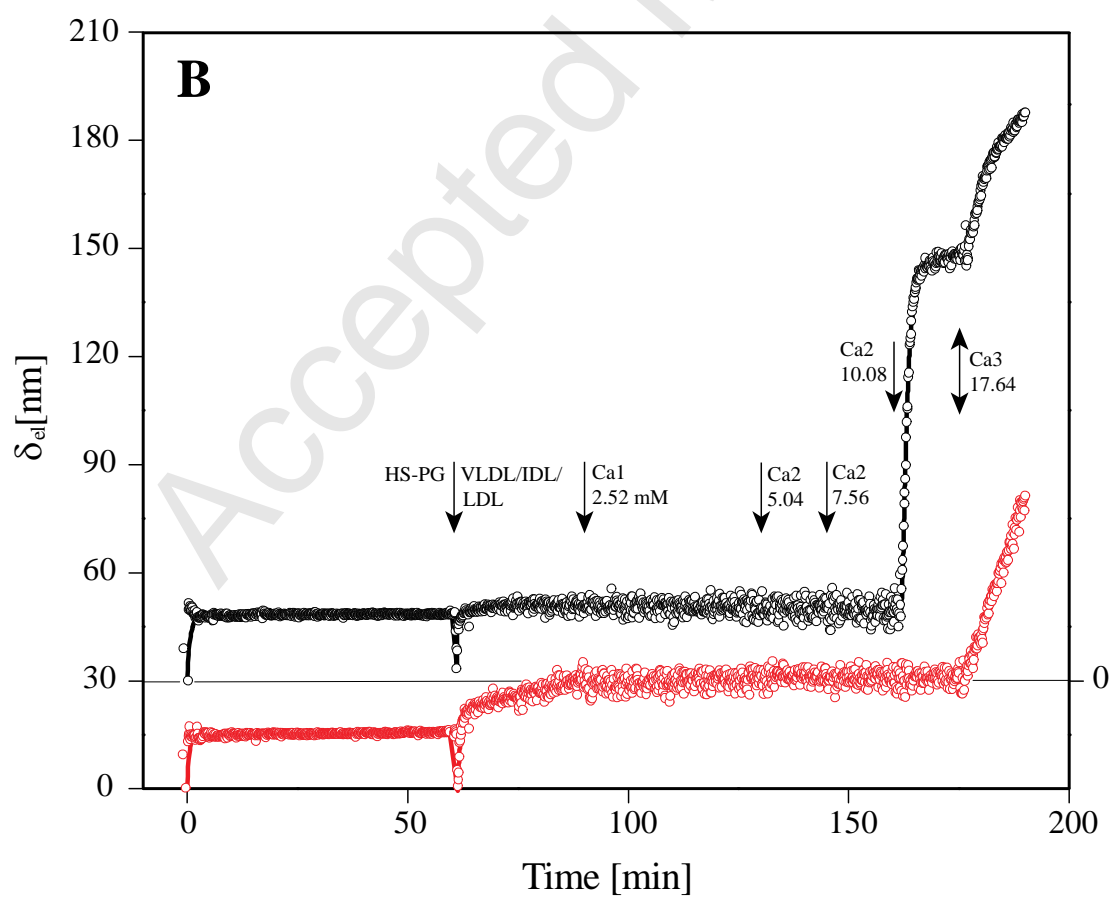 Accepted
B
210
180
150
120
90
60
30
0
δel[nm]
Ca2
10.08
Ca3
17.64
HS-PG
VLDL/IDL/
LDL
Ca1
2.52 mM
Ca2
5.04
Ca2
7.56
0
0
50
100
150
200
Time [min]